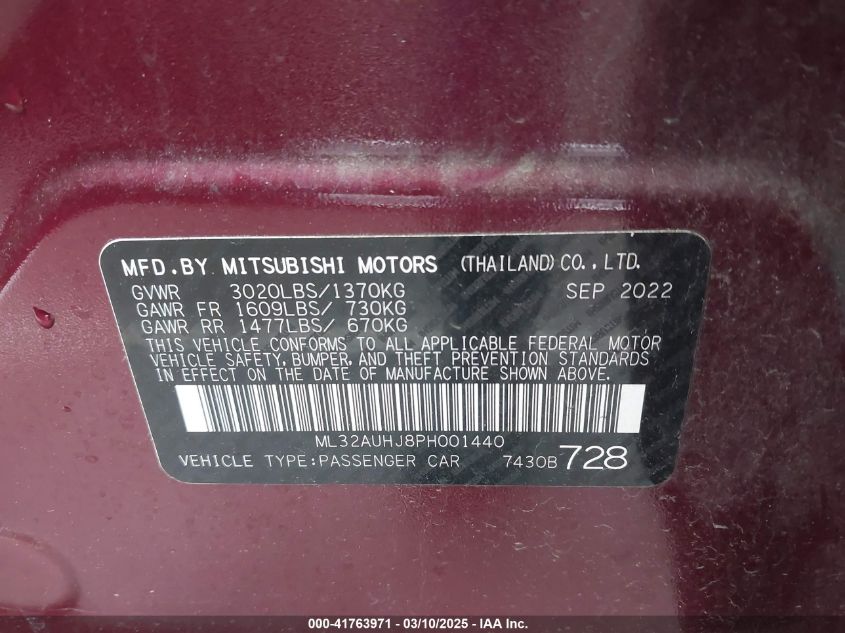 MFD.BY MITSUBISHI MOTORS (THAILAND) CO., LTD.
GVWR 3020LBS/1370KG SEP 2022
GAWR FR 1609LBS/ 730KG
GAWR RR 1477LBS/ 670KG
THIS VEHICLE CONFORMS TO ALL APPLICABLE FEDERAL MOTOR
VEHICLE SAFETY, BUMPER, AND THEFT PREVENTION STANDARDS
IN EFFECT ON THE DATE OF MANUFACTURE SHOWN ABOVE.
ML32AUHJ8PH001440
VEHICLE TYPE:PASSENGER CAR 7430B 728
000-41763971 - 03/10/2025 - IAA Inc.